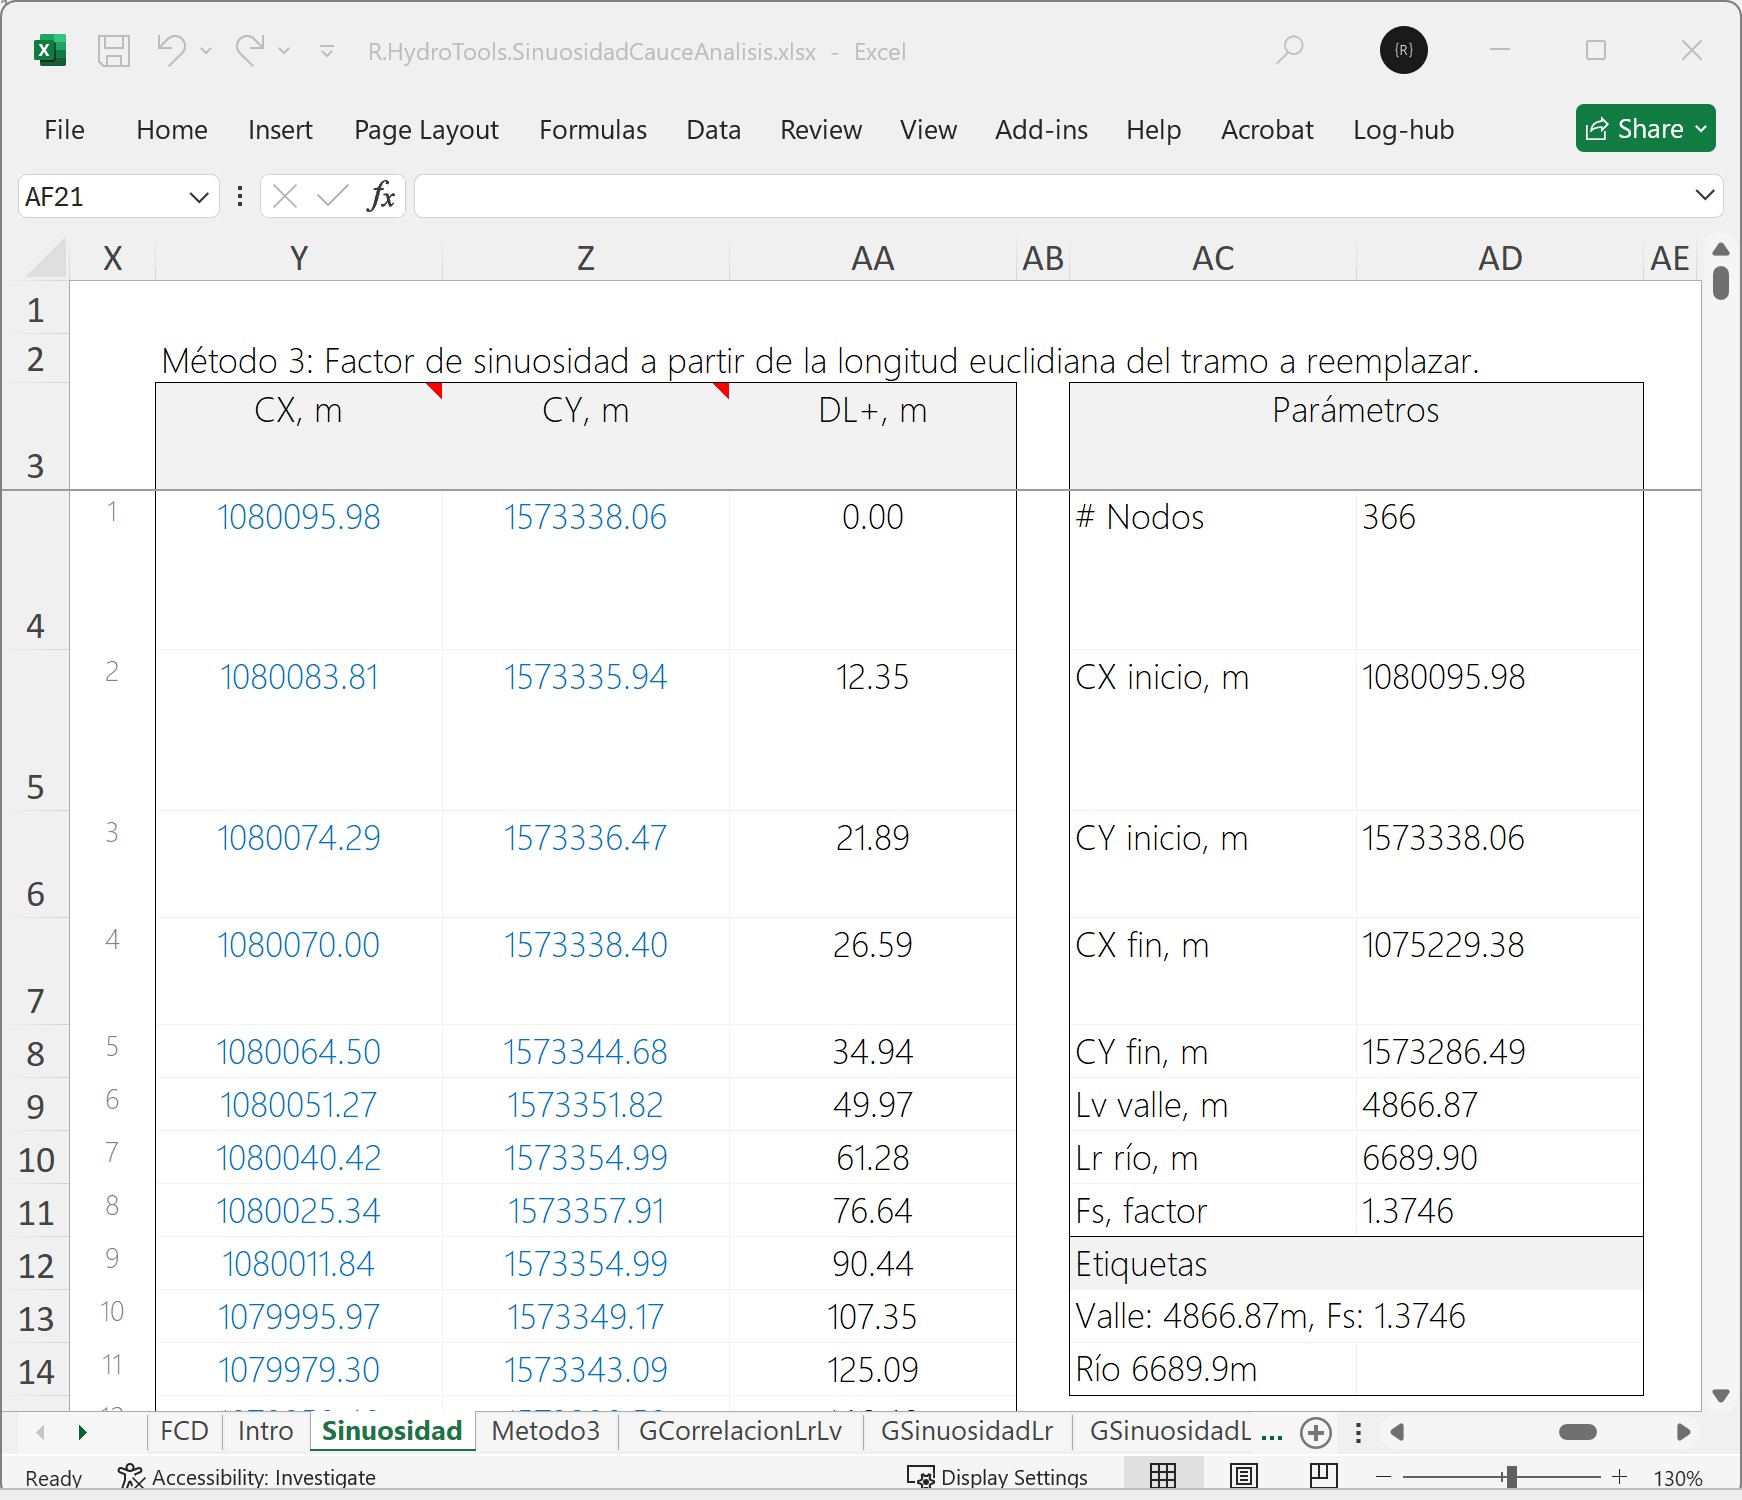 R.HydroTools.SinuosidadCauceAnalisis.xlsx - Excel
{R}
File Home Insert Page Layout Formulas Data Review View Add-ins Help Acrobat Log-hub Share
AF21 fx
X Y Z AA AB AC AD AE
1
2 Método 3: Factor de sinuosidad a partir de la longitud euclidiana del tramo a reemplazar.
3 CX, m CY, m DL+, m Parámetros
4 1 1080095.98 1573338.06 0.00 # Nodos 366
5 2 1080083.81 1573335.94 12.35 CX inicio, m 1080095.98
6 3 1080074.29 1573336.47 21.89 CY inicio, m 1573338.06
7 4 1080070.00 1573338.40 26.59 CX fin, m 1075229.38
8 5 1080064.50 1573344.68 34.94 CY fin, m 1573286.49
9 6 1080051.27 1573351.82 49.97 Lv valle, m 4866.87
10 7 1080040.42 1573354.99 61.28 Lr río, m 6689.90
11 8 1080025.34 1573357.91 76.64 Fs, factor 1.3746
12 9 1080011.84 1573354.99 90.44 Etiquetas
13 10 1079995.97 1573349.17 107.35 Valle: 4866.87m, Fs: 1.3746
14 11 1079979.30 1573343.09 125.09 Río 6689.9m
FCD Intro Sinuosidad Metodo3 GCorrelacionLrLv GSinuosidadLr GSinuosidadL ...
Ready Accessibility: Investigate Display Settings 130%